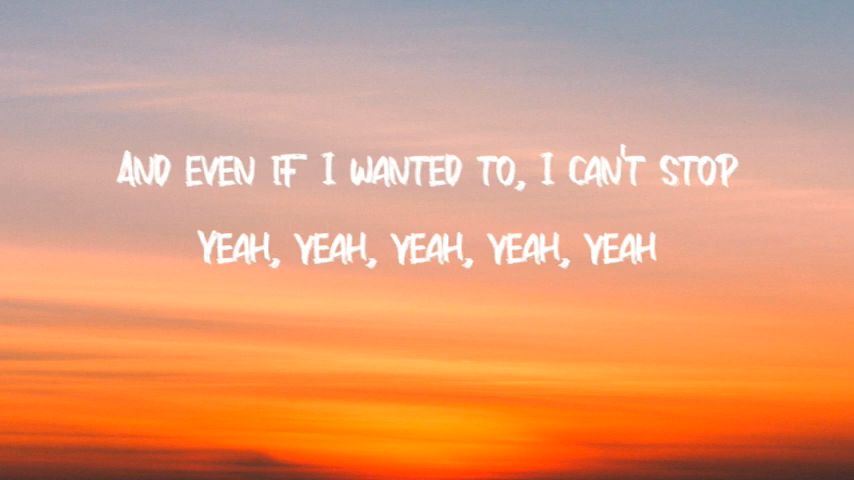 AND EVEN IF I WANTED TO, I CAN'T STOP
YEAH, YEAH, YEAH, YEAH, YEAH